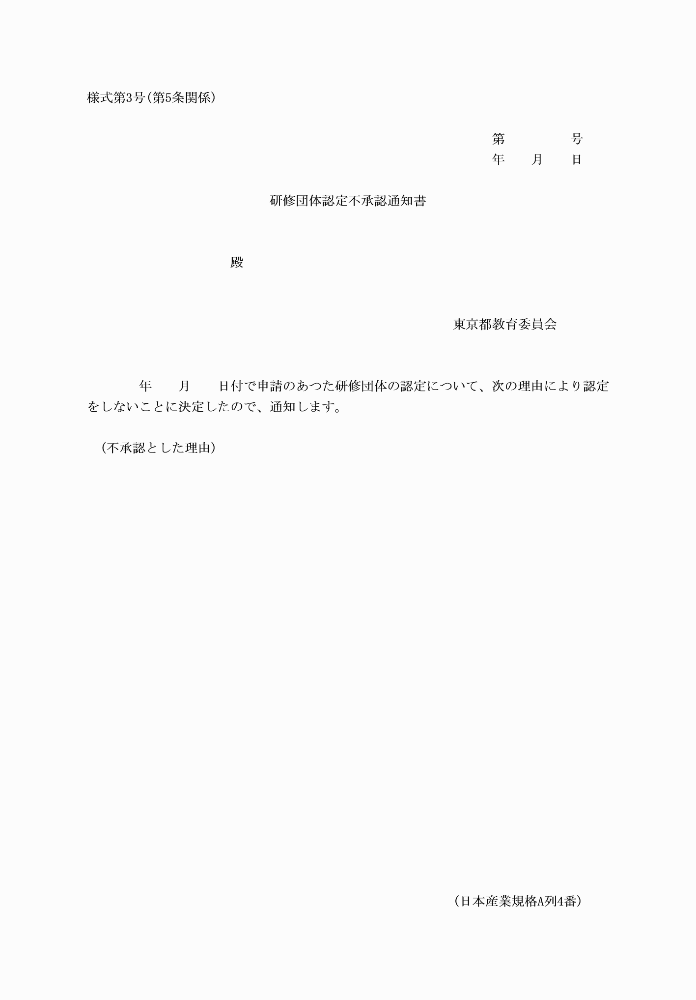 様式第3号(第5条関係)
第　　　　　号
年　　月　　日
研修団体認定不承認通知書
殿
東京都教育委員会
年　　月　　日付で申請のあつた研修団体の認定について、次の理由により認定
をしないことに決定したので、通知します。
(不承認とした理由)
(日本産業規格A列4番)